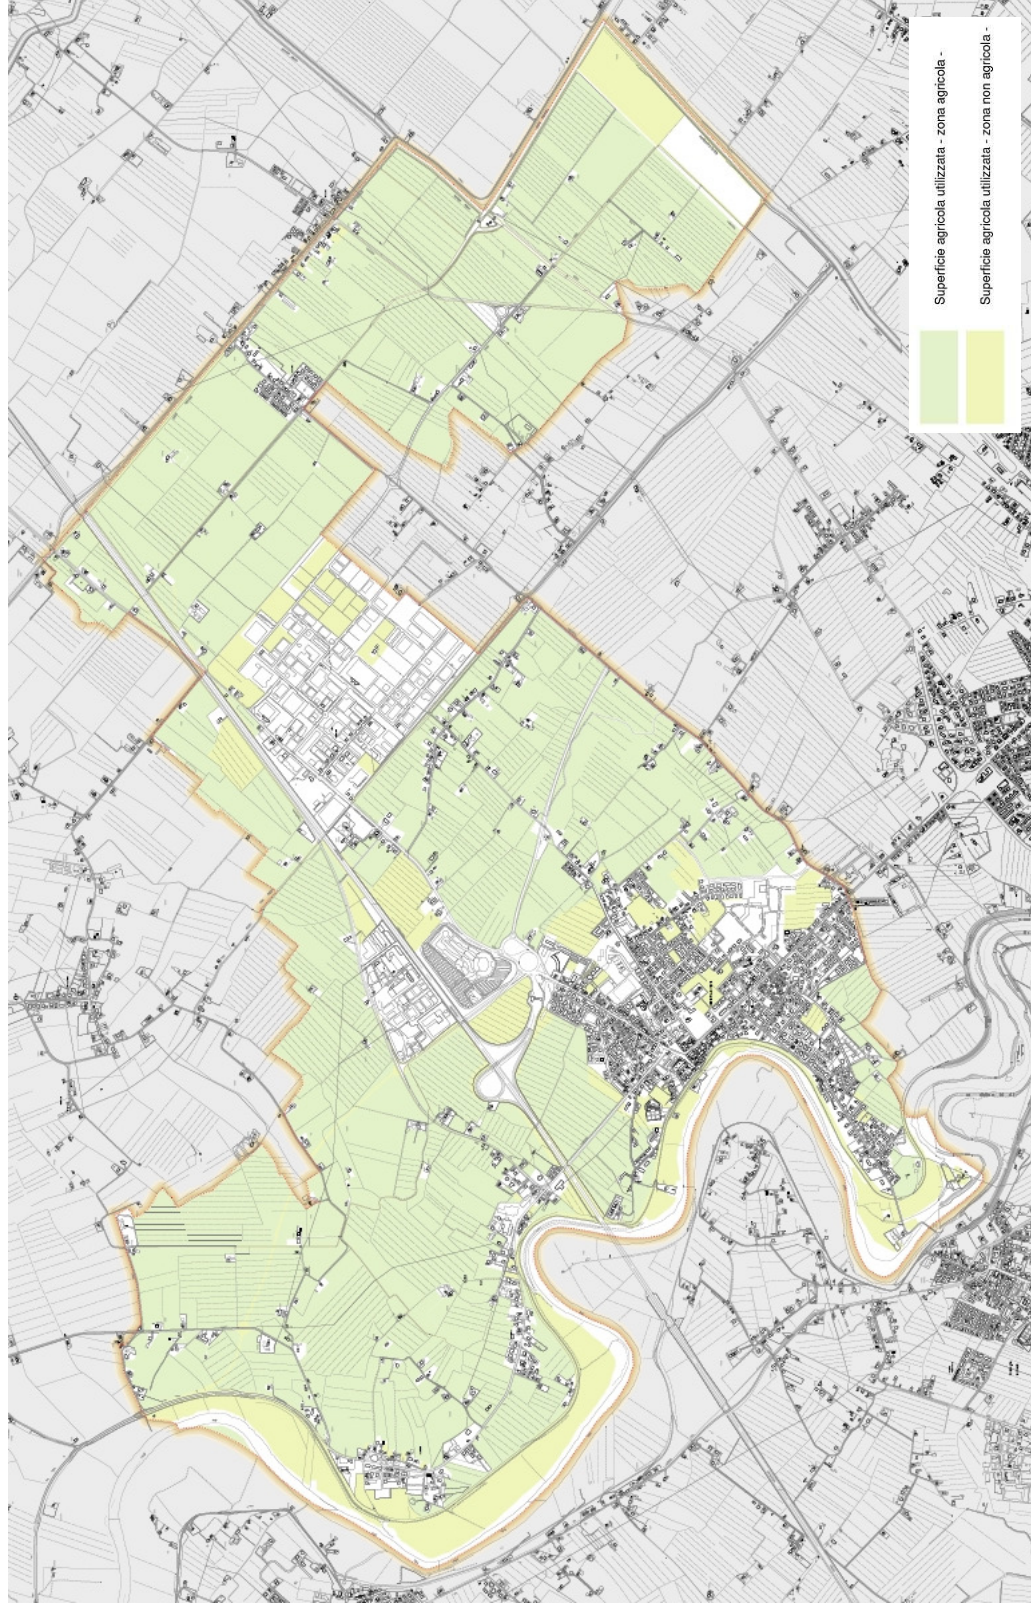 Superficie agricola utilizzata - zona agricola -
Superficie agricola utilizzata - zona non agricola -